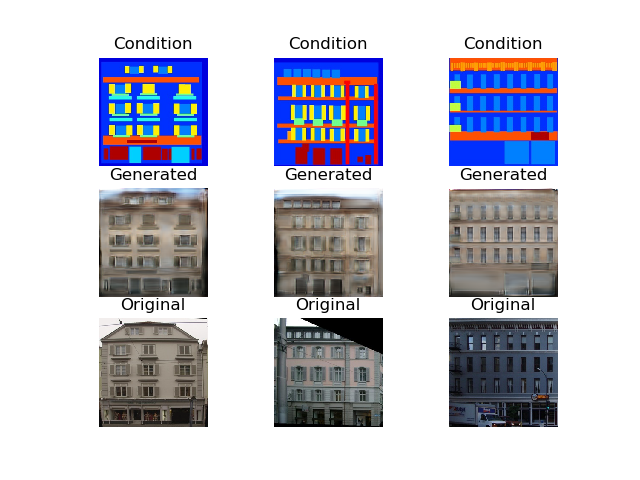 Condition Condition Condition
Generated Generated Generated
Original Original Original